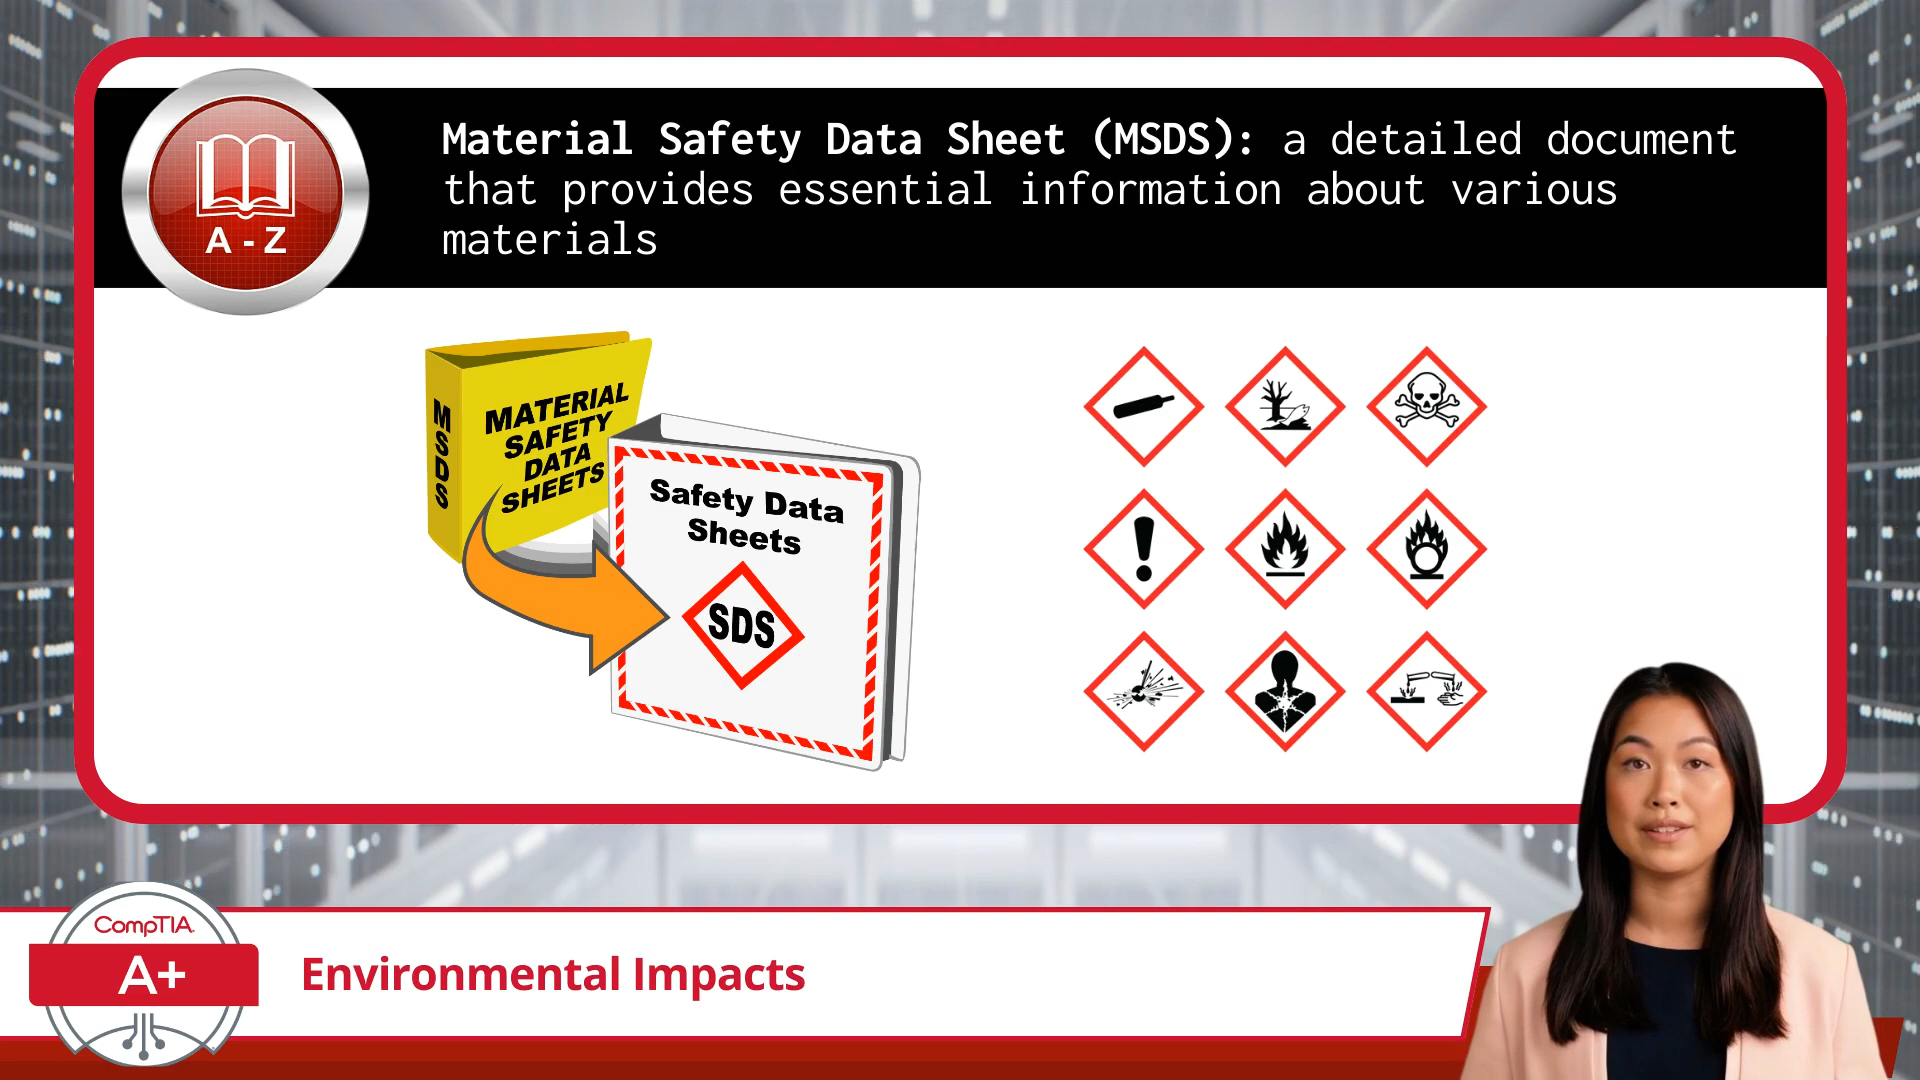 Material Safety Data Sheet (MSDS): a detailed document
that provides essential information about various
materials
A - Z
MSDS
MATERIAL
SAFETY
DATA
SHEETS
Safety Data
Sheets
SDS
CompTIA.
A+
Environmental Impacts